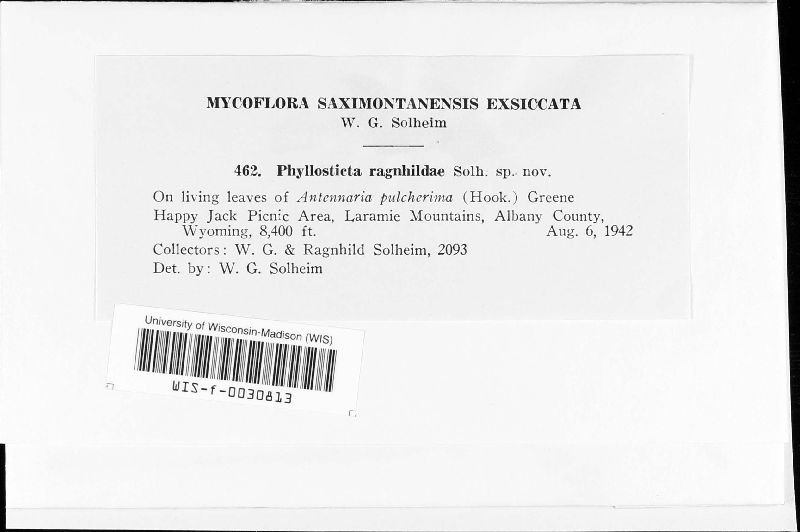 MYCOFLORA SAXIMONTANENSIS EXSICCATA
W. G. Solheim
462. Phyllosticta ragnhildae Solh. sp. nov.
On living leaves of Antennaria pulcherima (Hook.) Greene
Happy Jack Picnic Area, Laramie Mountains, Albany County,
Wyoming, 8,400 ft. Aug. 6, 1942
Collectors: W. G. & Ragnhild Solheim, 2093
Det. by: W. G. Solheim
University of Wisconsin-Madison (WIS)
WIS-f-0030813